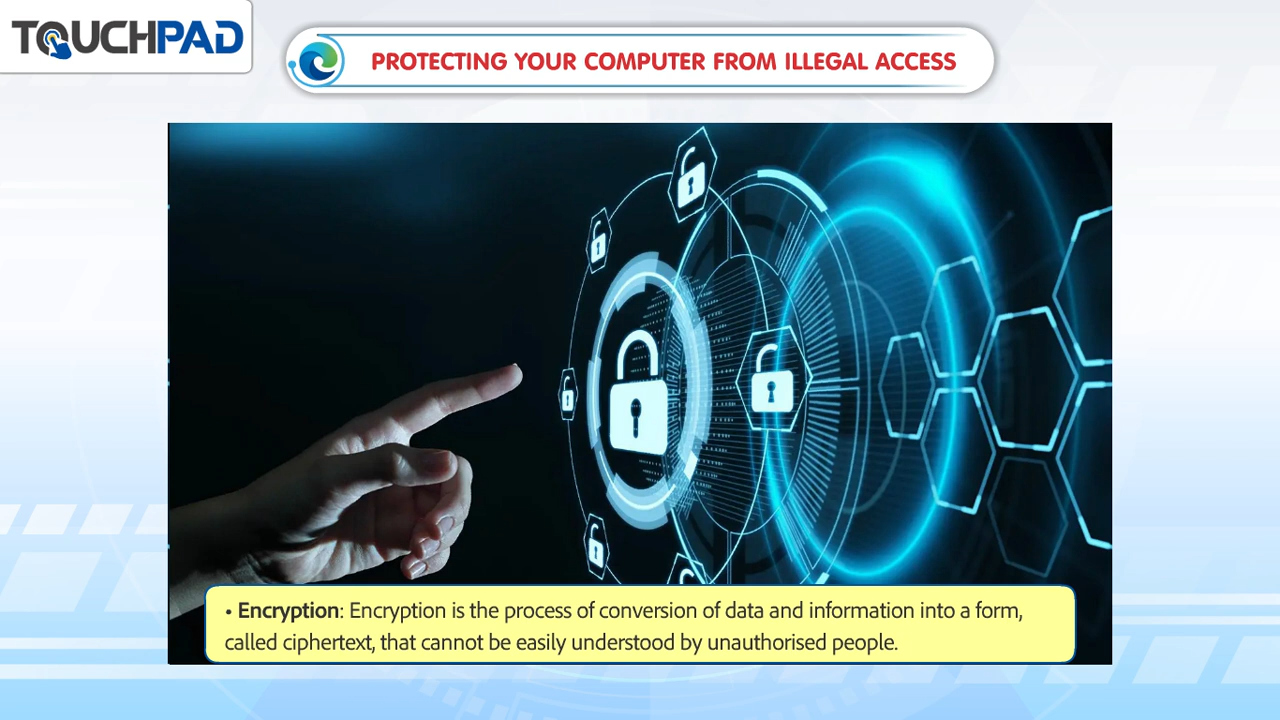 TOUCHPAD
PROTECTING YOUR COMPUTER FROM ILLEGAL ACCESS
• Encryption: Encryption is the process of conversion of data and information into a form,
called ciphertext, that cannot be easily understood by unauthorised people.